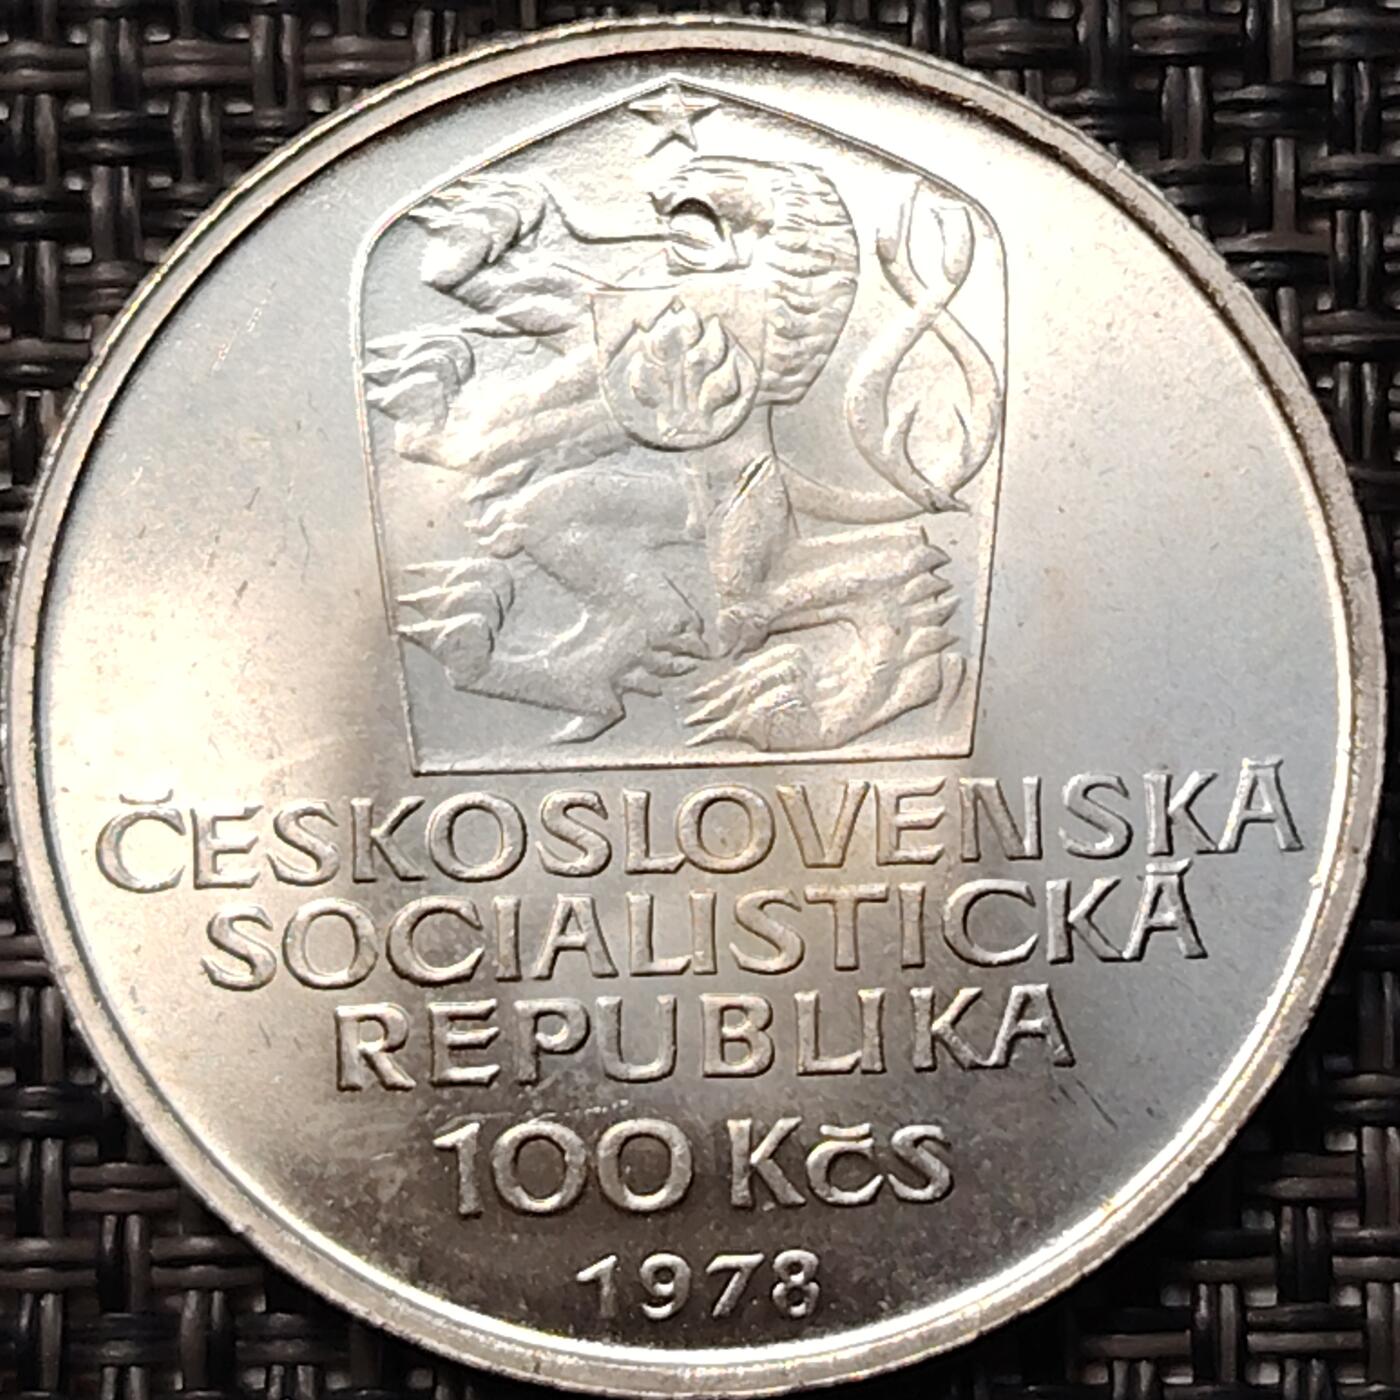 ČESKOSLOVENSKÁ
SOCIALISTICKÁ
REPUBLIKA
100 Kčs
1978